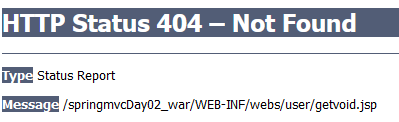 HTTP Status 404 – Not Found
Type Status Report
Message /springmvcDay02_war/WEB-INF/webs/user/getvoid.jsp